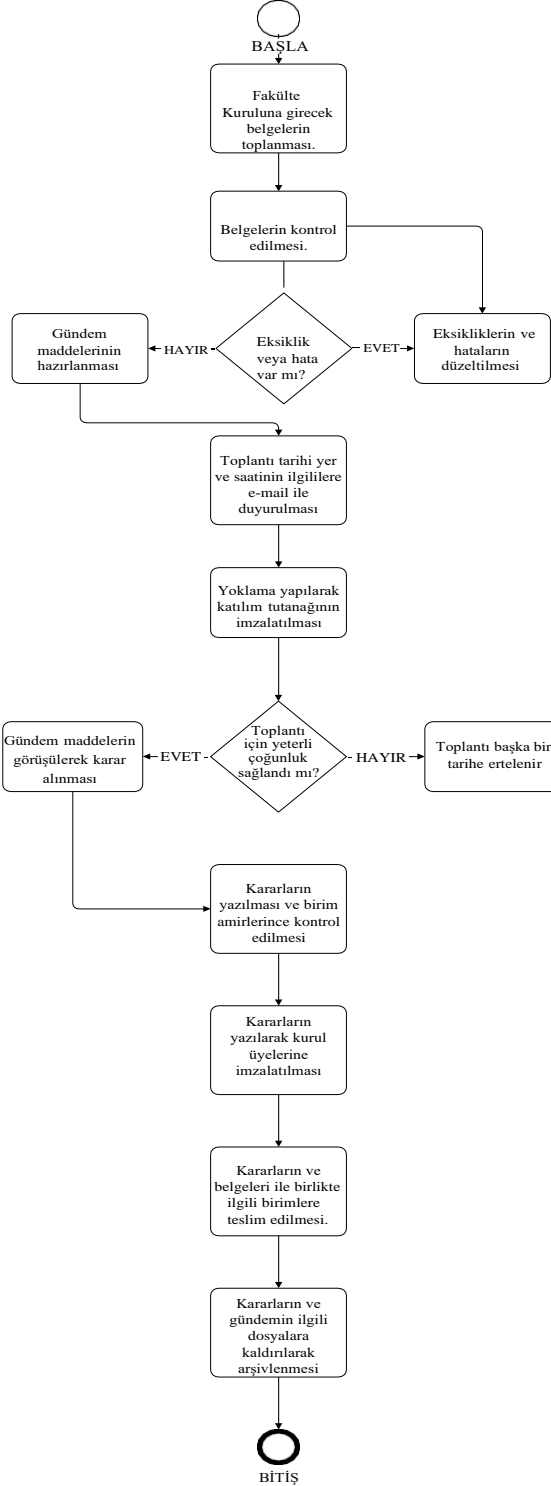 BAŞLA
Fakülte
Kuruluna girecek
belgelerin
toplanması.
Belgelerin kontrol
edilmesi.
Gündem
maddelerinin
hazırlanması
HAYIR
Eksiklik
veya hata
var mı?
EVET
Eksikliklerin ve
hataların
düzeltilmesi
Toplantı tarihi yer
ve saatinin ilgililere
e-mail ile
duyurulması
Yoklama yapılarak
katılım tutanağının
imzalatılması
Gündem maddelerin
görüşülerek karar
alınması
EVET
Toplantı
için yeterli
çoğunluk
sağlandı mı?
HAYIR
Toplantı başka bir
tarihe ertelenir
Kararların
yazılması ve birim
amirlerince kontrol
edilmesi
Kararların
yazılarak kurul
üyelerine
imzalatılması
Kararların ve
belgeleri ile birlikte
ilgili birimlere
teslim edilmesi.
Kararların ve
gündemin ilgili
dosyalara
kaldırılarak
arşivlenmesi
BİTİŞ